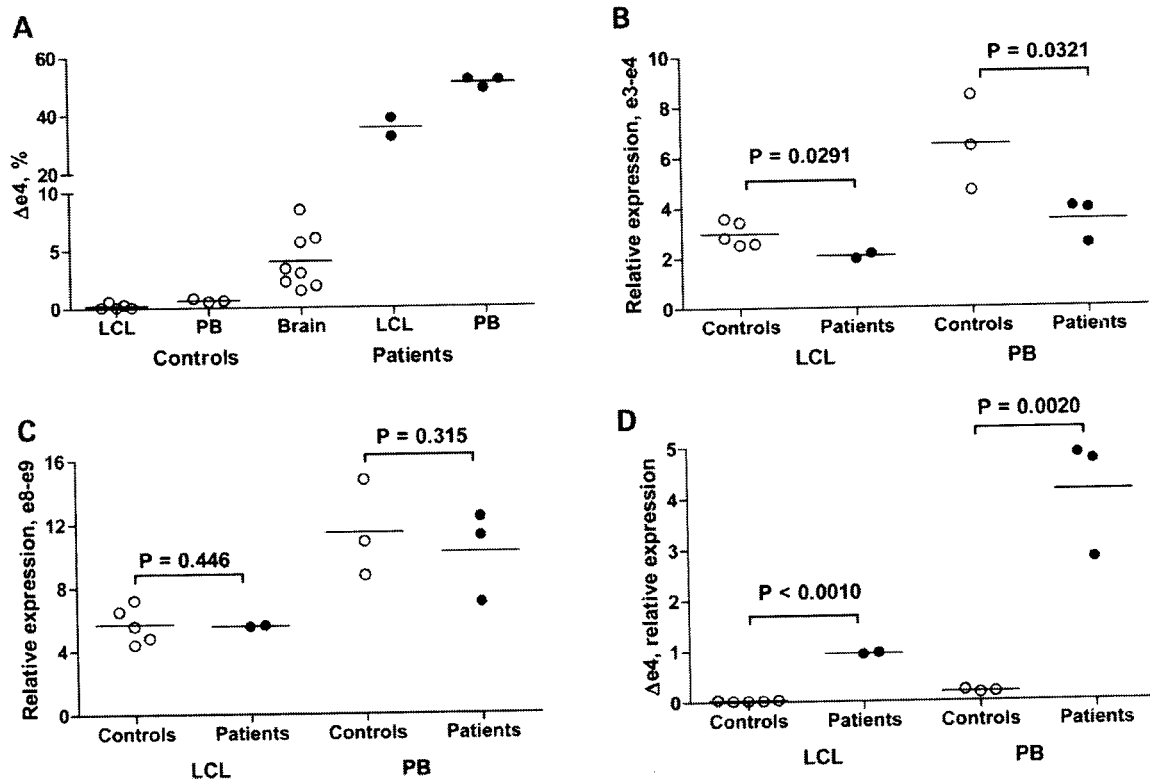 A
Δe4, %
60
40
20
10
5
0
LCL PB Brain LCL PB
Controls Patients
B
Relative expression, e3-e4
10
8
6
4
2
0
P = 0.0321
P = 0.0291
Controls Patients Controls Patients
LCL PB
C
Relative expression, e8-e9
16
12
8
4
0
P = 0.315
P = 0.446
Controls Patients Controls Patients
LCL PB
D
Δe4, relative expression
5
4
3
2
1
0
P = 0.0020
P < 0.0010
Controls Patients Controls Patients
LCL PB